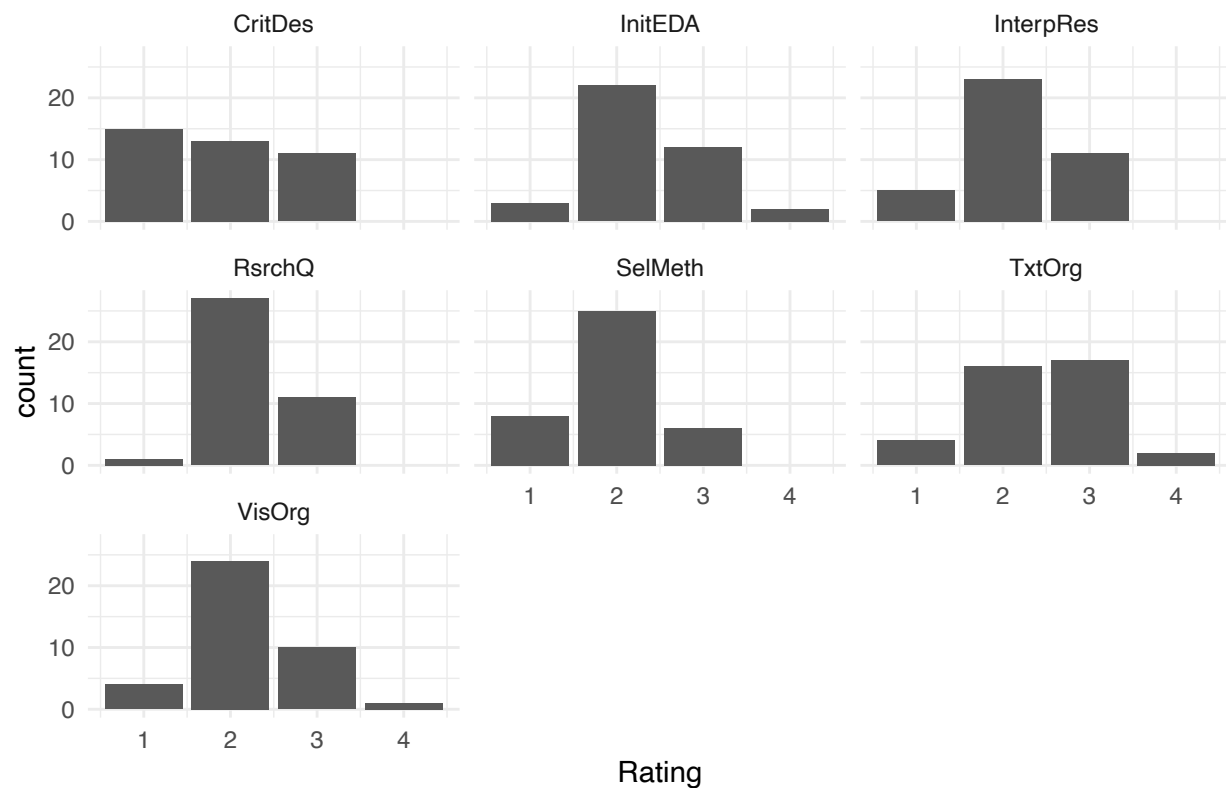 CritDes InitEDA InterpRes
20
10
0
RsrchQ SelMeth TxtOrg
count
20
10
0
1 2 3 4 1 2 3 4
VisOrg
20
10
0
1 2 3 4
Rating